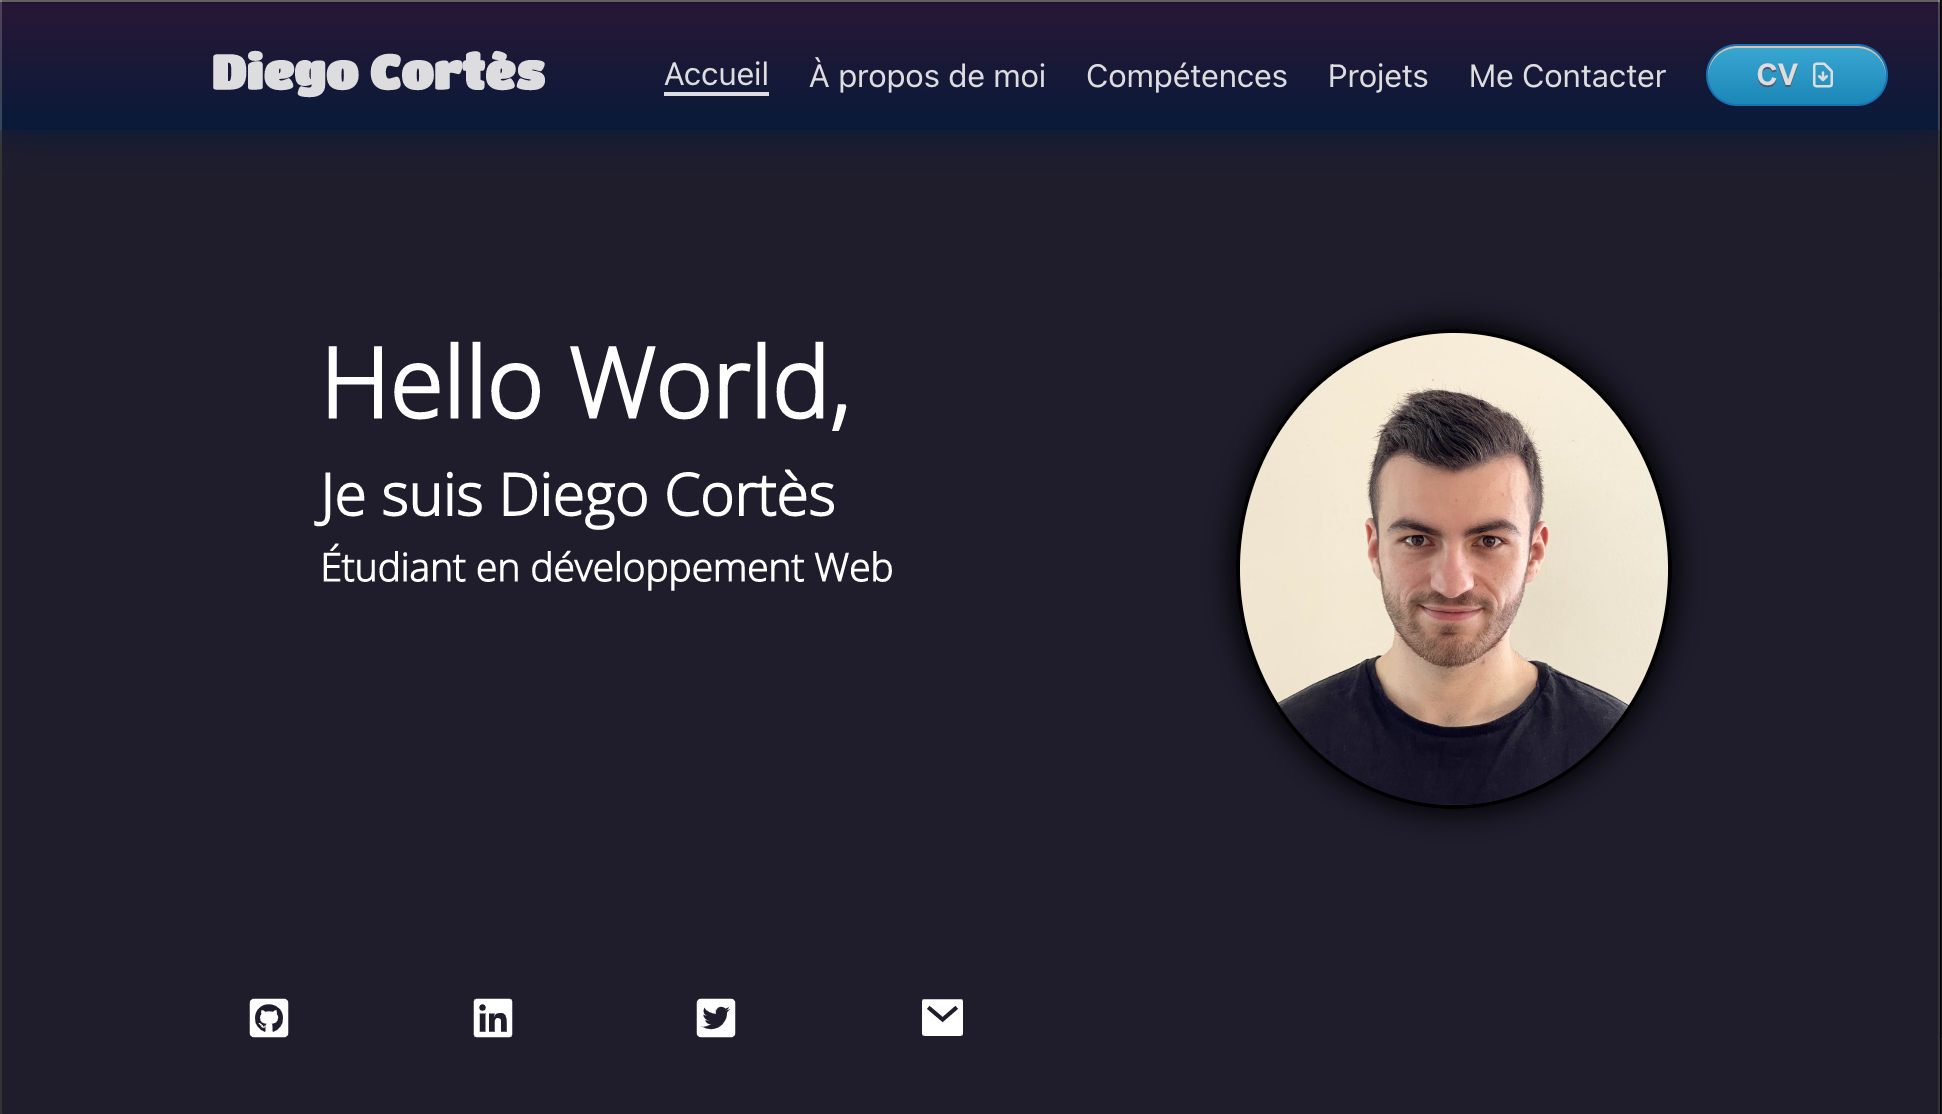 Diego Cortès
Accueil
À propos de moi
Compétences
Projets
Me Contacter
CV
Hello World,
Je suis Diego Cortès
Étudiant en développement Web
in